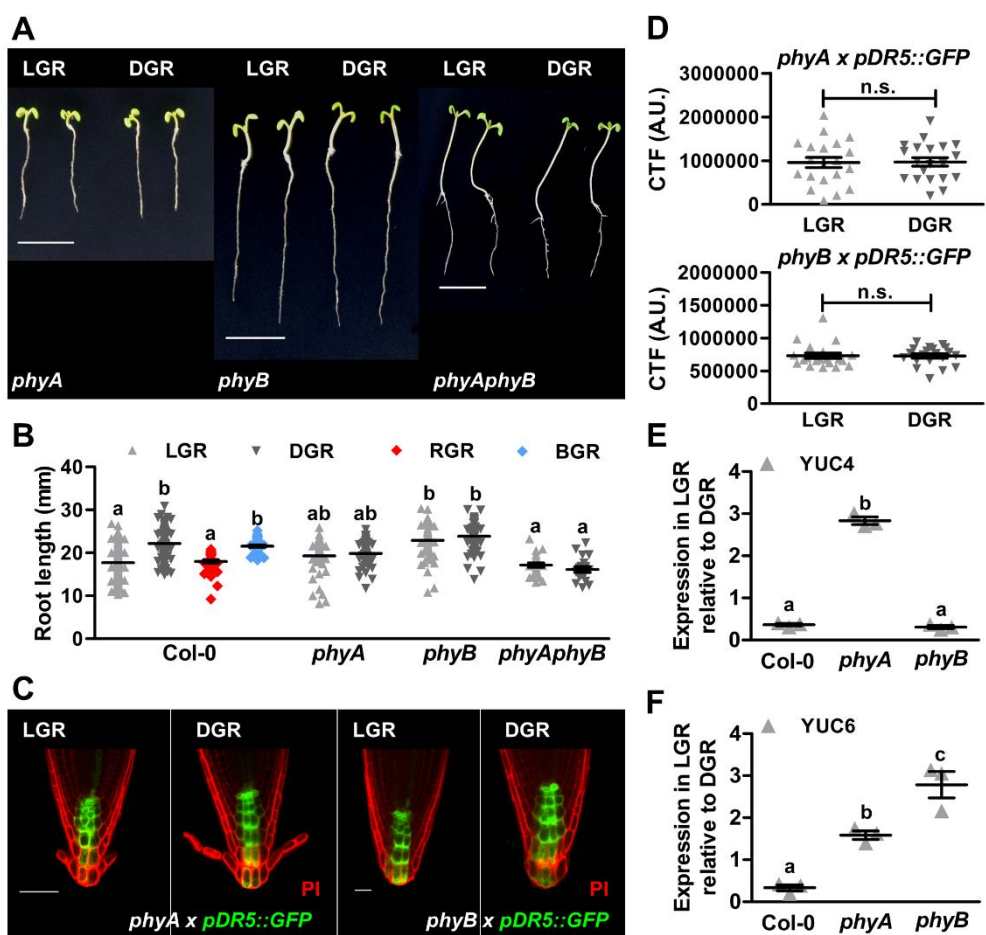 A
LGR DGR LGR DGR LGR DGR
phyA phyB phyAphyB
B
LGR DGR RGR BGR
Root length (mm)
40
30
20
10
0
a b a b ab ab b b a a
Col-0 phyA phyB phyAphyB
C
LGR DGR LGR DGR
PI PI
phyA x pDR5::GFP phyB x pDR5::GFP
D
phyA x pDR5::GFP
n.s.
CTF (A.U.)
3000000
2000000
1000000
0
LGR DGR
phyB x pDR5::GFP
n.s.
CTF (A.U.)
2000000
1500000
1000000
500000
0
LGR DGR
E
YUC4
Expression in LGR
relative to DGR
4
3
2
1
0
a b a
Col-0 phyA phyB
F
YUC6
Expression in LGR
relative to DGR
4
3
2
1
0
a b c
Col-0 phyA phyB